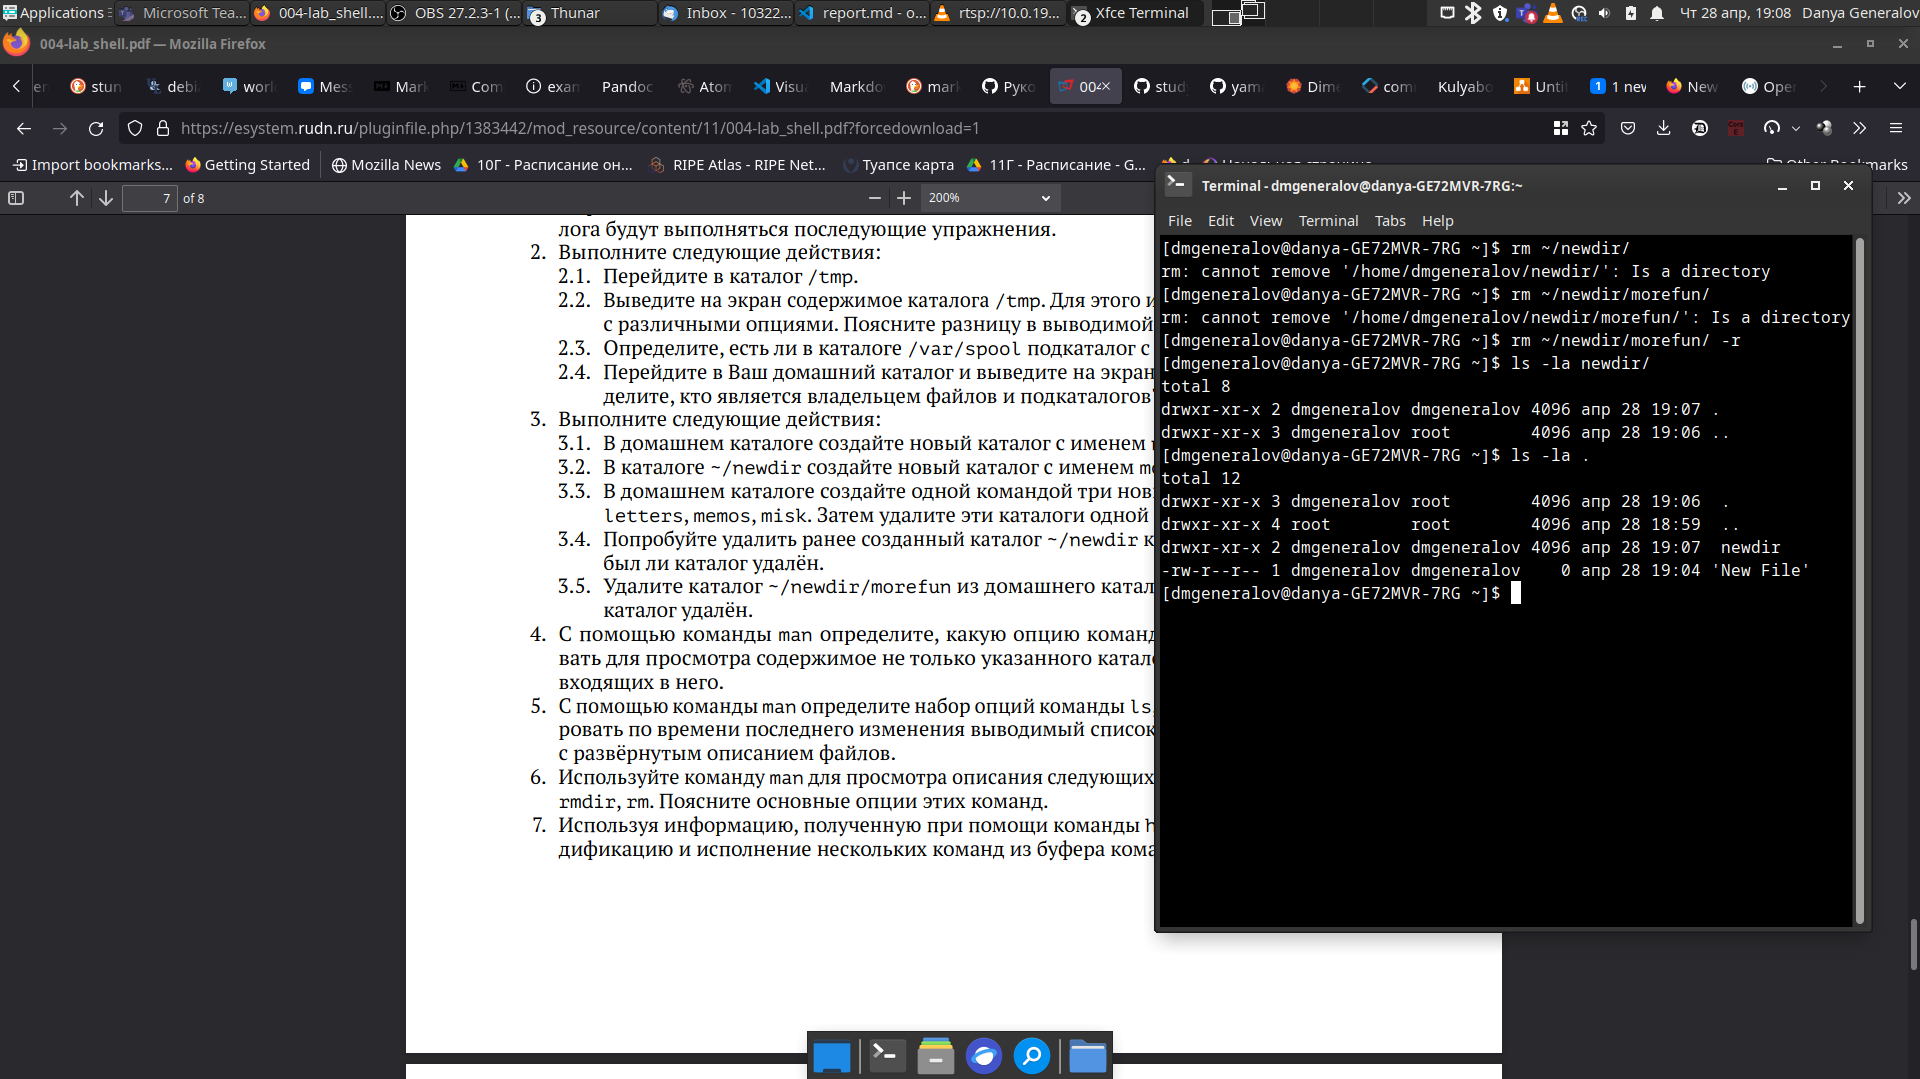 Applications
Microsoft Tea...
004-lab_shell....
OBS 27.2.3-1 (...
3 Thunar
Inbox - 10322...
report.md - o...
rtsp://10.0.19...
2 Xfce Terminal
Чт 28 апр, 19:08
Danya Generalov
004-lab_shell.pdf — Mozilla Firefox
stun
debi
worl
Mess
Mark
Com
exan
Pandoc
Aton
Visua
Markdo
mark
Руко
004
stud
yam
Dime
com
Kulyabo
Unti
1 new
New
Ope
https://esystem.rudn.ru/pluginfile.php/1383442/mod_resource/content/11/004-lab_shell.pdf?forcedownload=1
Import bookmarks...
Getting Started
Mozilla News
10Г - Расписание он...
RIPE Atlas - RIPE Net...
Туапсе карта
11Г - Расписание - G...
Other Bookmarks
7 of 8
200%
лога будут выполняться последующие упражнения.
2. Выполните следующие действия:
2.1. Перейдите в каталог /tmp.
2.2. Выведите на экран содержимое каталога /tmp. Для этого и
с различными опциями. Поясните разницу в выводимой
2.3. Определите, есть ли в каталоге /var/spool подкаталог с
2.4. Перейдите в Ваш домашний каталог и выведите на экран
делите, кто является владельцем файлов и подкаталогов
3. Выполните следующие действия:
3.1. В домашнем каталоге создайте новый каталог с именем
3.2. В каталоге ~/newdir создайте новый каталог с именем mo
3.3. В домашнем каталоге создайте одной командой три нов
letters, memos, misk. Затем удалите эти каталоги одной
3.4. Попробуйте удалить ранее созданный каталог ~/newdir к
был ли каталог удалён.
3.5. Удалите каталог ~/newdir/morefun из домашнего катал
каталог удалён.
4. С помощью команды man определите, какую опцию команд
вать для просмотра содержимое не только указанного катало
входящих в него.
5. С помощью команды man определите набор опций команды ls,
ровать по времени последнего изменения выводимый список
с развёрнутым описанием файлов.
6. Используйте команду man для просмотра описания следующих
rmdir, rm. Поясните основные опции этих команд.
7. Используя информацию, полученную при помощи команды h
дификацию и исполнение нескольких команд из буфера кома
Terminal - dmgeneralov@danya-GE72MVR-7RG:~
File Edit View Terminal Tabs Help
[dmgeneralov@danya-GE72MVR-7RG ~]$ rm ~/newdir/
rm: cannot remove '/home/dmgeneralov/newdir/': Is a directory
[dmgeneralov@danya-GE72MVR-7RG ~]$ rm ~/newdir/morefun/
rm: cannot remove '/home/dmgeneralov/newdir/morefun/': Is a directory
[dmgeneralov@danya-GE72MVR-7RG ~]$ rm ~/newdir/morefun/ -r
[dmgeneralov@danya-GE72MVR-7RG ~]$ ls -la newdir/
total 8
drwxr-xr-x 2 dmgeneralov dmgeneralov 4096 апр 28 19:07 .
drwxr-xr-x 3 dmgeneralov root 4096 апр 28 19:06 ..
[dmgeneralov@danya-GE72MVR-7RG ~]$ ls -la .
total 12
drwxr-xr-x 3 dmgeneralov root 4096 апр 28 19:06 .
drwxr-xr-x 4 root root 4096 апр 28 18:59 ..
drwxr-xr-x 2 dmgeneralov dmgeneralov 4096 апр 28 19:07 newdir
-rw-r--r-- 1 dmgeneralov dmgeneralov 0 апр 28 19:04 'New File'
[dmgeneralov@danya-GE72MVR-7RG ~]$